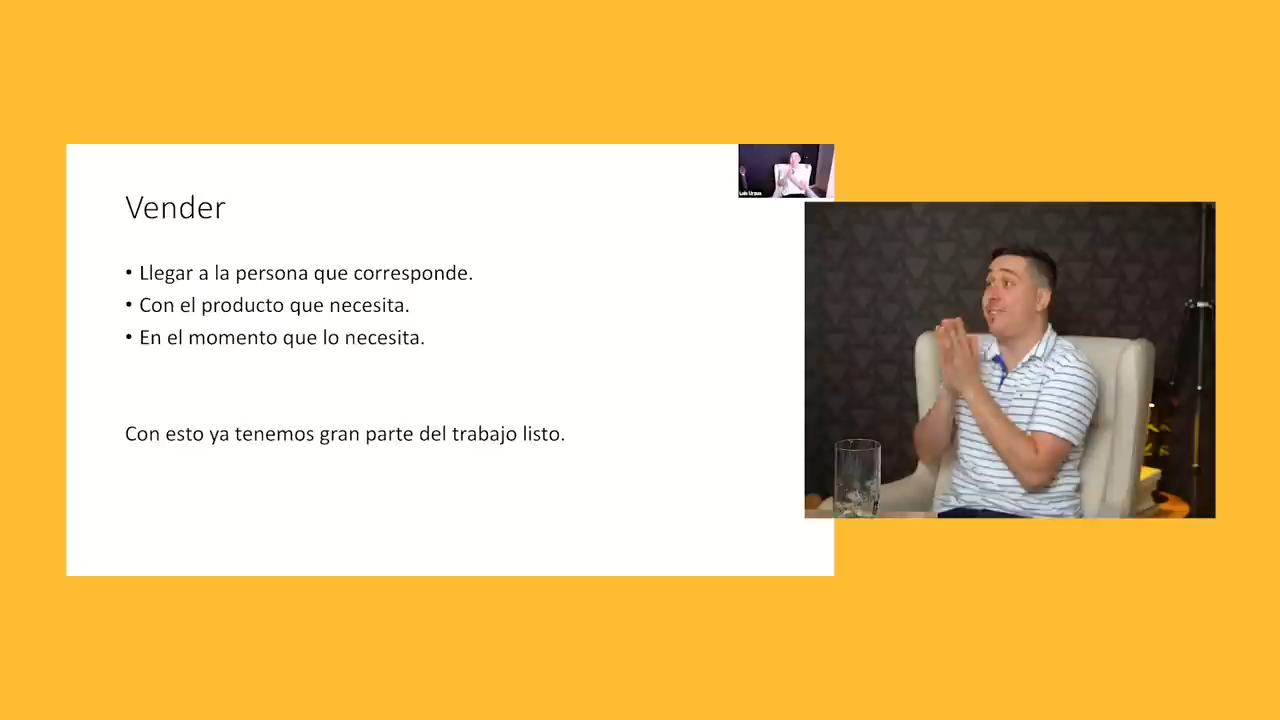 Vender
• Llegar a la persona que corresponde.
• Con el producto que necesita.
• En el momento que lo necesita.
Con esto ya tenemos gran parte del trabajo listo.
Luis